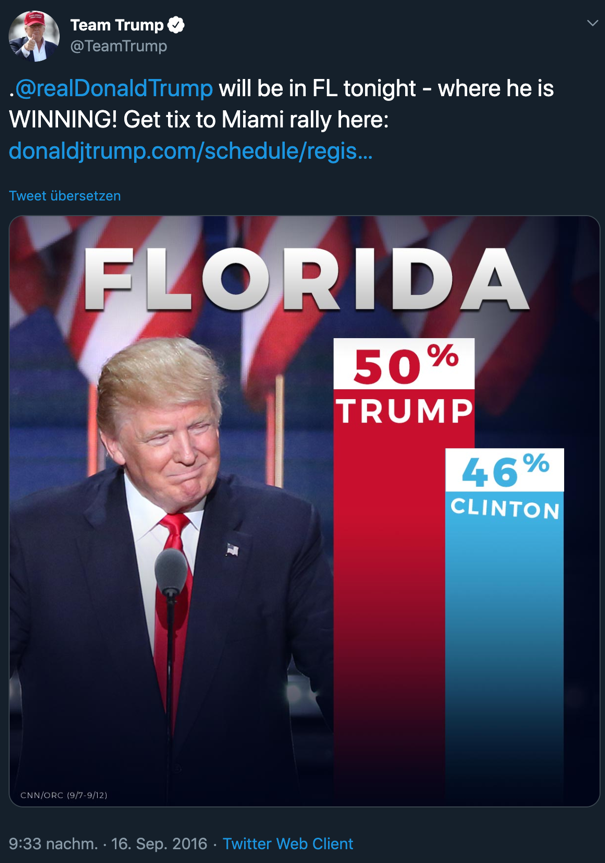 Team Trump
@TeamTrump
.@realDonaldTrump will be in FL tonight - where he is
WINNING! Get tix to Miami rally here:
donaldjtrump.com/schedule/regis...
Tweet übersetzen
FLORIDA
50%
TRUMP
46%
CLINTON
CNN/ORC (9/7-9/12)
9:33 nachm. · 16. Sep. 2016 · Twitter Web Client